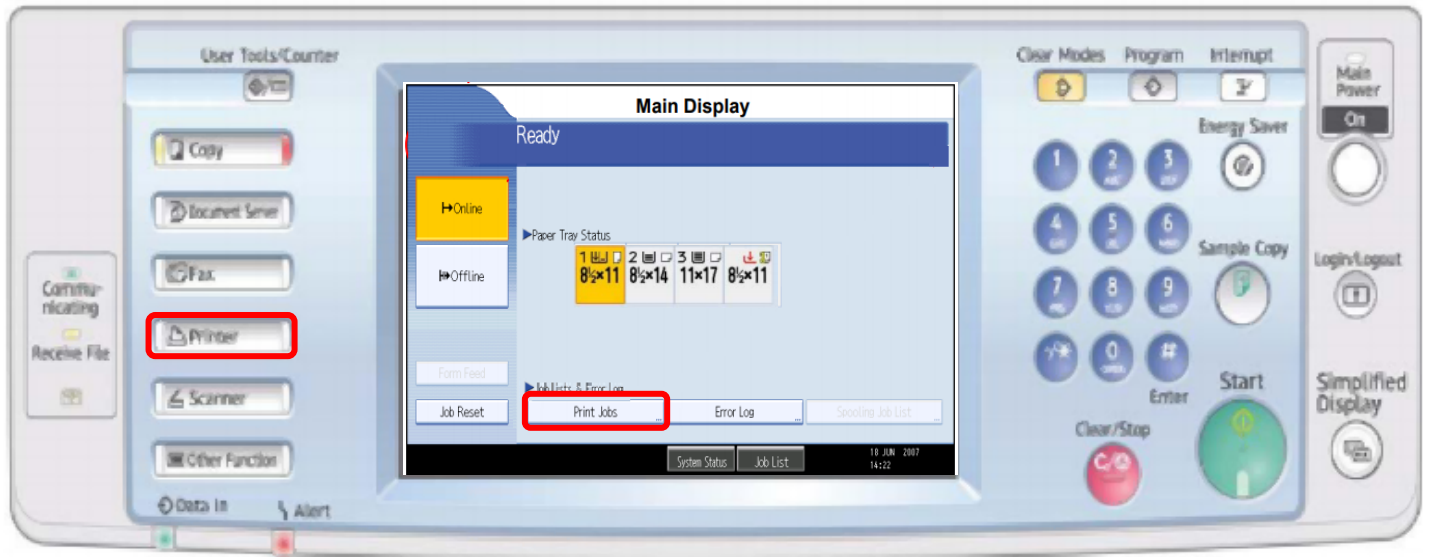 User Tools/Counter
Copy
Document Server
Fax
Printer
Scanner
Other Function
Data In
Alert
Commu-
nicating
Receive File
Main Display
Ready
Online
Offline
Form Feed
Job Reset
Paper Tray Status
1 2 3
8½×11 8½×14 11×17 8½×11
Job Lists & Error Log
Print Jobs ...
Error Log ...
Spooling Job List ...
System Status
Job List
18 JUN 2007
14:22
Clear Modes
Program
Interrupt
Energy Saver
1 2 3
4 5 6
Sample Copy
7 8 9
0 #
Enter
Start
Clear/Stop
C/
Main
Power
On
Login/Logout
Simplified
Display